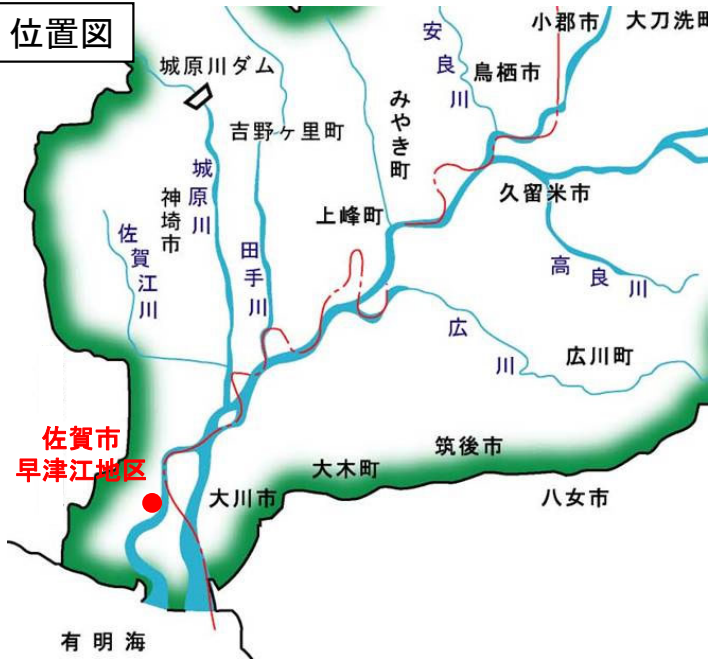 位置図
小郡市
大刀洗町
安良川
鳥栖市
城原川ダム
みやき町
吉野ヶ里町
城原川
神埼市
久留米市
上峰町
佐賀江川
田手川
高良川
広川
広川町
佐賀市
早津江地区
筑後市
大木町
大川市
八女市
有明海